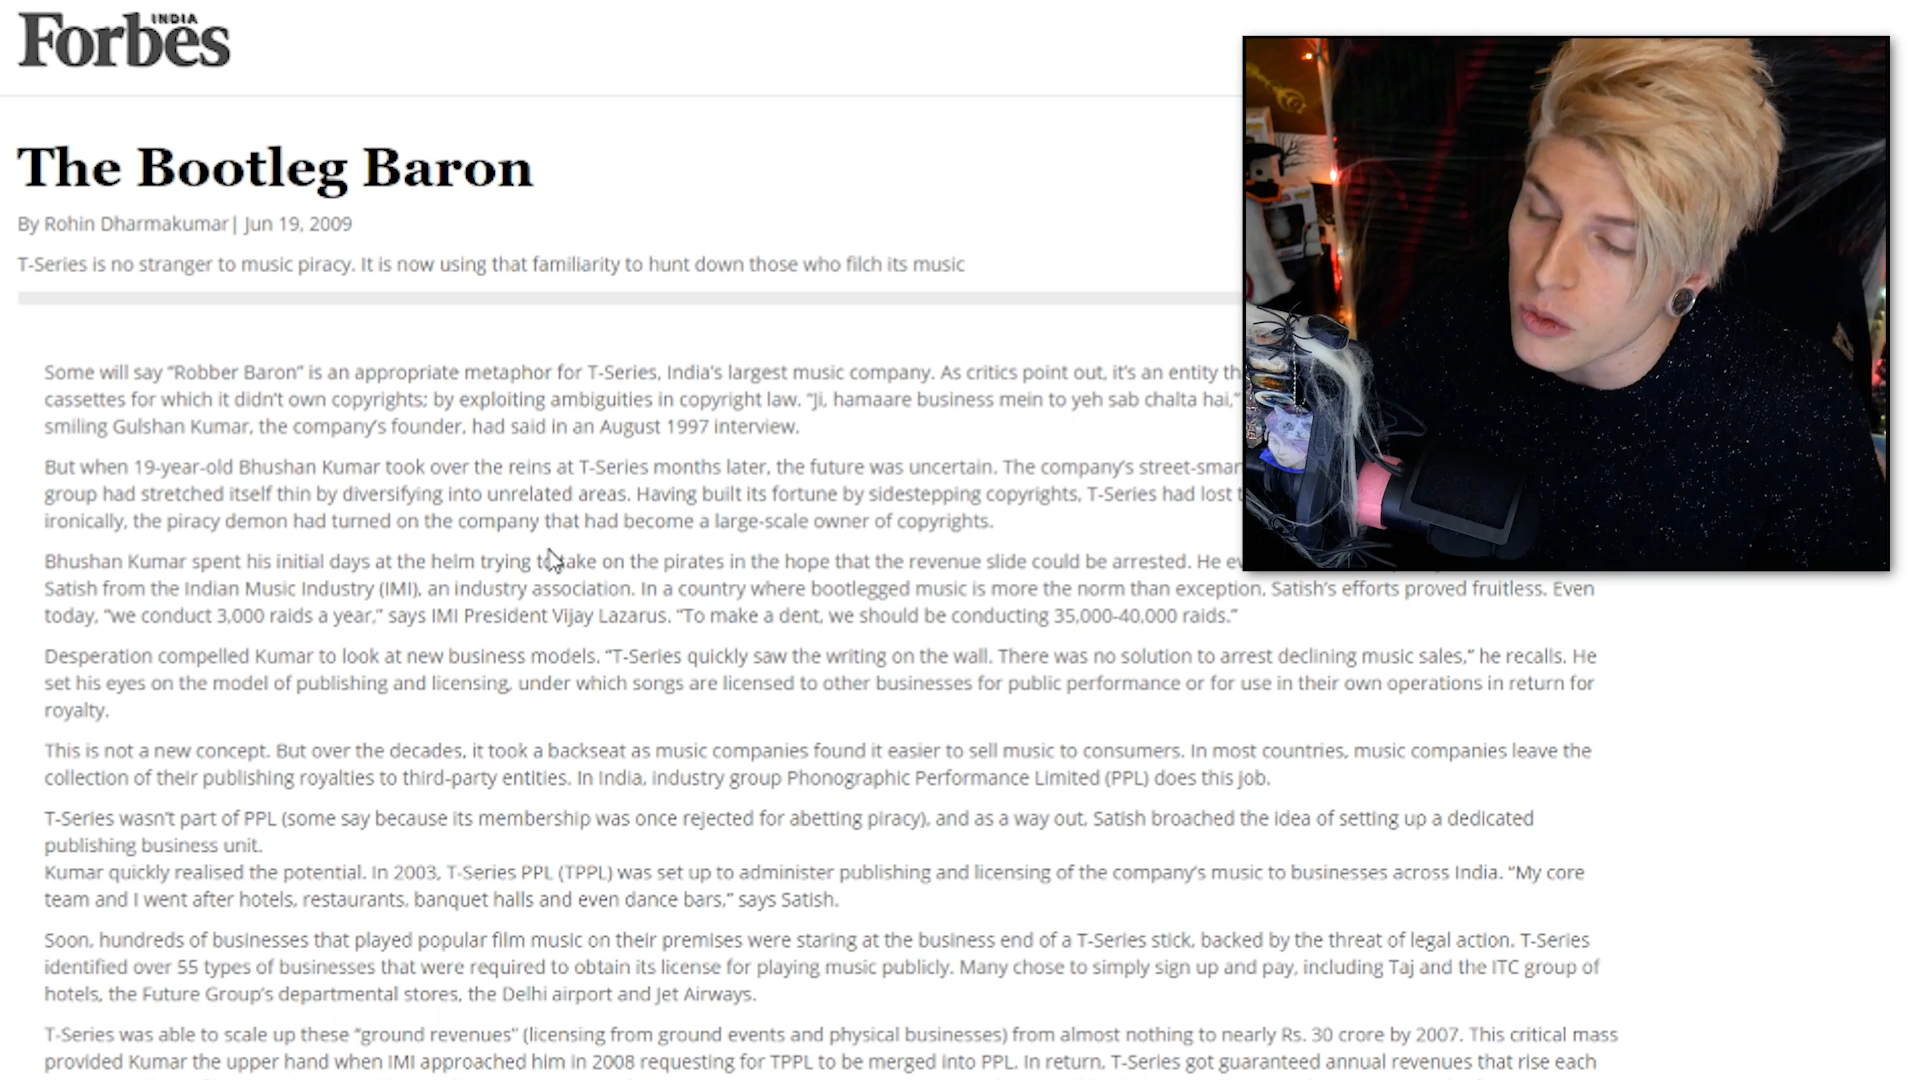 Forbes INDIA
The Bootleg Baron
By Rohin Dharmakumar| Jun 19, 2009
T-Series is no stranger to music piracy. It is now using that familiarity to hunt down those who filch its music
Some will say “Robber Baron” is an appropriate metaphor for T-Series, India’s largest music company. As critics point out, it’s an entity
cassettes for which it didn’t own copyrights; by exploiting ambiguities in copyright law. “Ji, hamaare business mein to yeh sab chalta hai,”
smiling Gulshan Kumar, the company’s founder, had said in an August 1997 interview.
But when 19-year-old Bhushan Kumar took over the reins at T-Series months later, the future was uncertain. The company’s
group had stretched itself thin by diversifying into unrelated areas. Having built its fortune by sidestepping copyrights, T-Series had lost
ironically, the piracy demon had turned on the company that had become a large-scale owner of copyrights.
Bhushan Kumar spent his initial days at the helm trying to take on the pirates in the hope that the revenue slide could be arrested. He
Satish from the Indian Music Industry (IMI), an industry association. In a country where bootlegged music is more the norm than exception, Satish’s efforts proved fruitless. Even
today, “we conduct 3,000 raids a year,” says IMI President Vijay Lazarus. “To make a dent, we should be conducting 35,000-40,000 raids.”
Desperation compelled Kumar to look at new business models. “T-Series quickly saw the writing on the wall. There was no solution to arrest declining music sales,” he recalls. He
set his eyes on the model of publishing and licensing, under which songs are licensed to other businesses for public performance or for use in their own operations in return for
royalty.
This is not a new concept. But over the decades, it took a backseat as music companies found it easier to sell music to consumers. In most countries, music companies leave the
collection of their publishing royalties to third-party entities. In India, industry group Phonographic Performance Limited (PPL) does this job.
T-Series wasn’t part of PPL (some say because its membership was once rejected for abetting piracy), and as a way out, Satish broached the idea of setting up a dedicated
publishing business unit.
Kumar quickly realised the potential. In 2003, T-Series PPL (TPPL) was set up to administer publishing and licensing of the company’s music to businesses across India. “My core
team and I went after hotels, restaurants, banquet halls and even dance bars,” says Satish.
Soon, hundreds of businesses that played popular film music on their premises were staring at the business end of a T-Series stick, backed by the threat of legal action. T-Series
identified over 55 types of businesses that were required to obtain its license for playing music publicly. Many chose to simply sign up and pay, including Taj and the ITC group of
hotels, the Future Group’s departmental stores, the Delhi airport and Jet Airways.
T-Series was able to scale up these “ground revenues” (licensing from ground events and physical businesses) from almost nothing to nearly Rs. 30 crore by 2007. This critical mass
provided Kumar the upper hand when IMI approached him in 2008 requesting for TPPL to be merged into PPL. In return, T-Series got guaranteed annual revenues that rise each